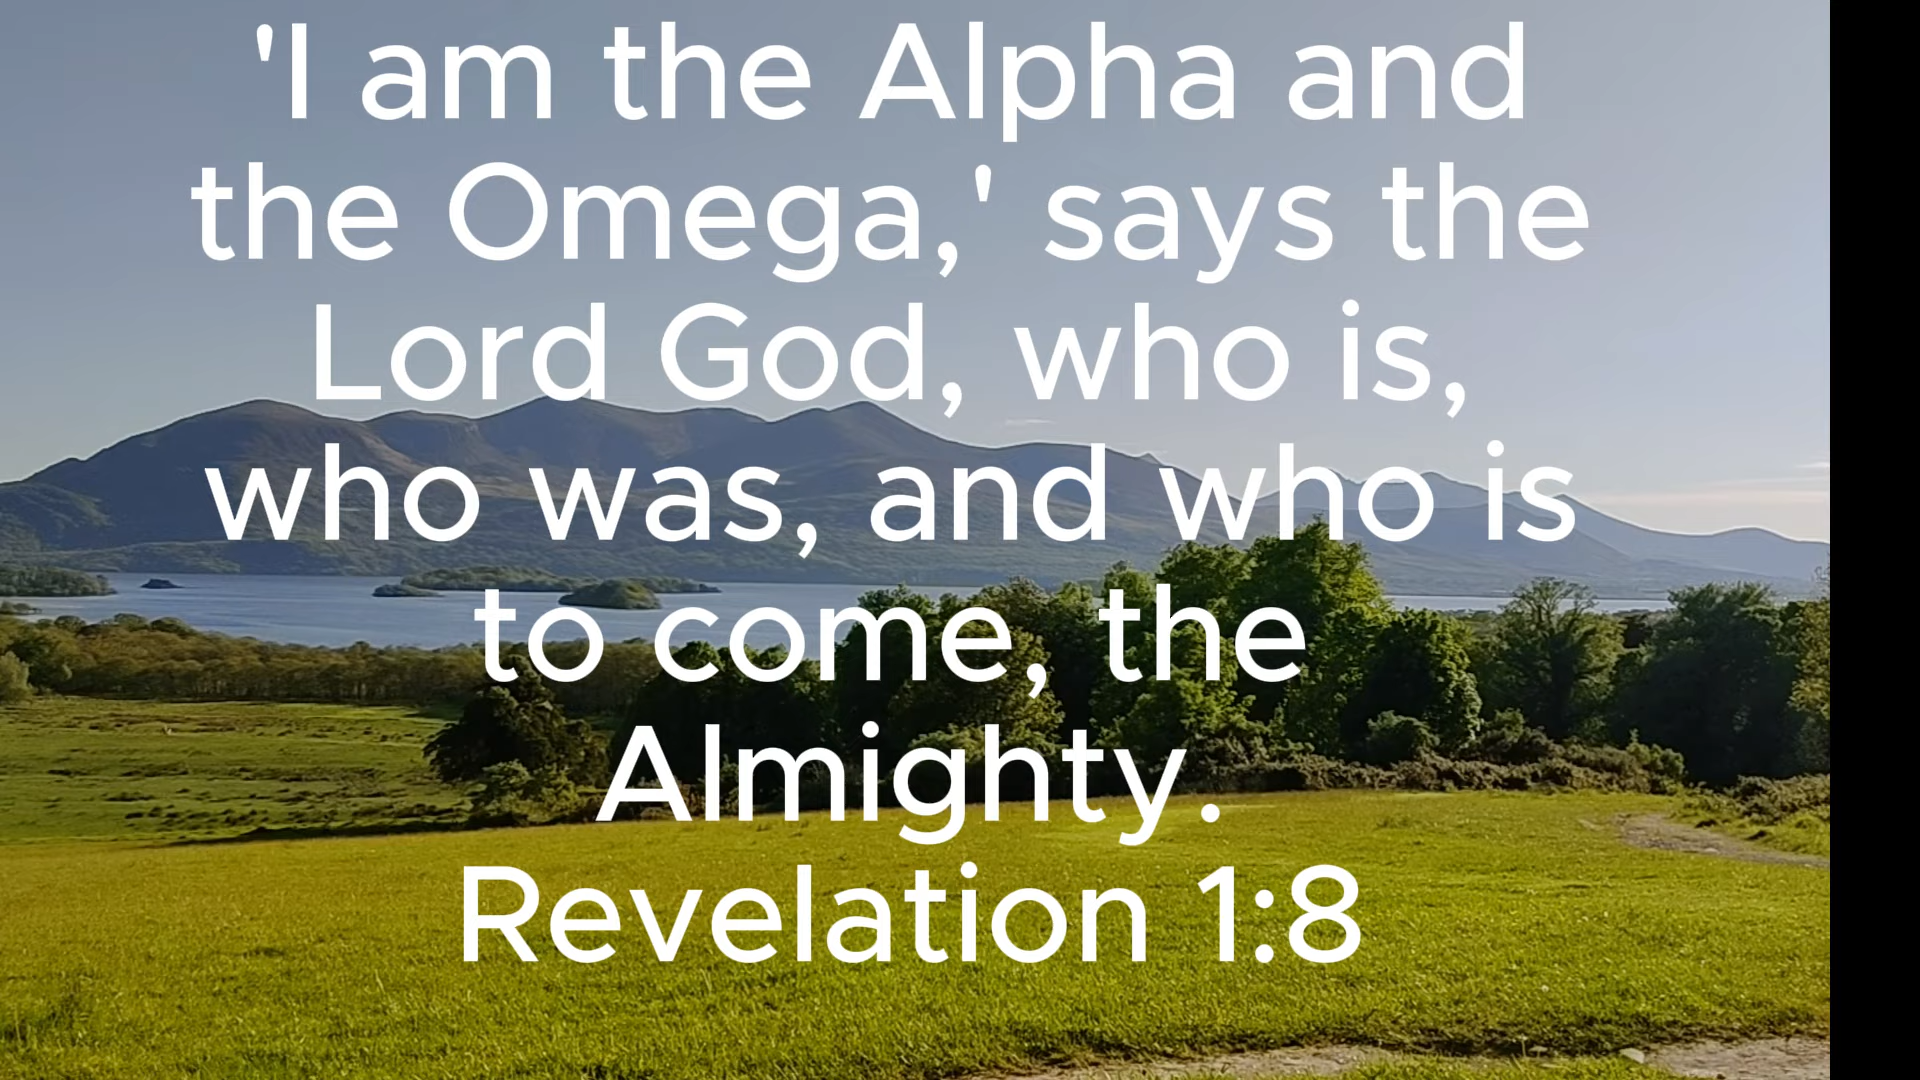 'I am the Alpha and
the Omega,' says the
Lord God, who is,
who was, and who is
to come, the
Almighty.
Revelation 1:8